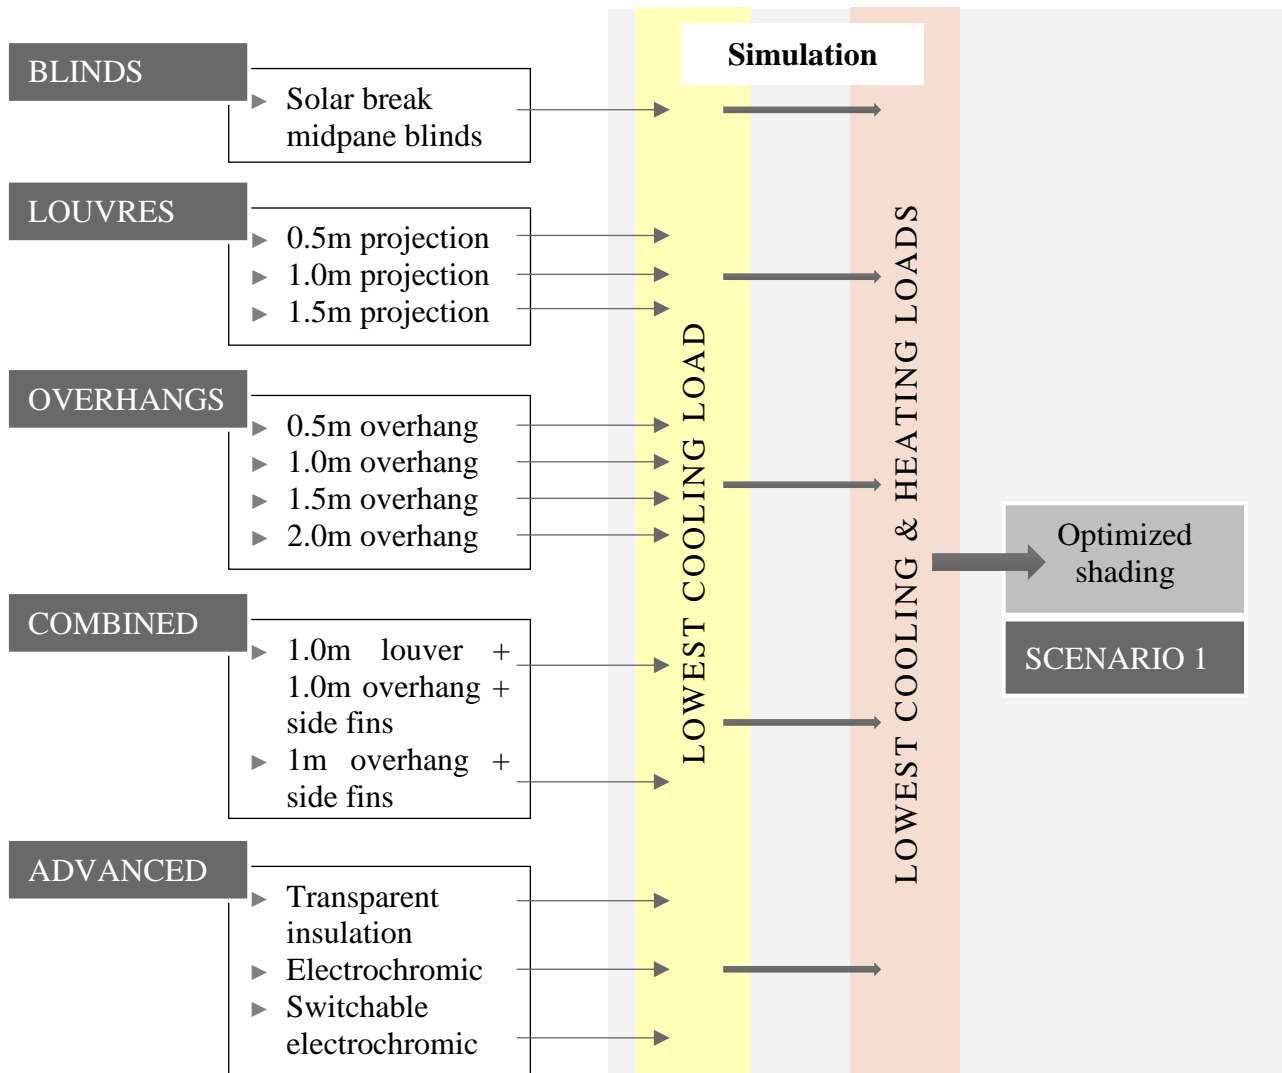 Simulation
BLINDS
► Solar break
midpane blinds
LOUVRES
► 0.5m projection
► 1.0m projection
► 1.5m projection
OVERHANGS
► 0.5m overhang
► 1.0m overhang
► 1.5m overhang
► 2.0m overhang
COMBINED
► 1.0m louver +
1.0m overhang +
side fins
► 1m overhang +
side fins
ADVANCED
► Transparent
insulation
► Electrochromic
► Switchable
electrochromic
LOWEST COOLING LOAD
LOWEST COOLING & HEATING LOADS
Optimized
shading
SCENARIO 1